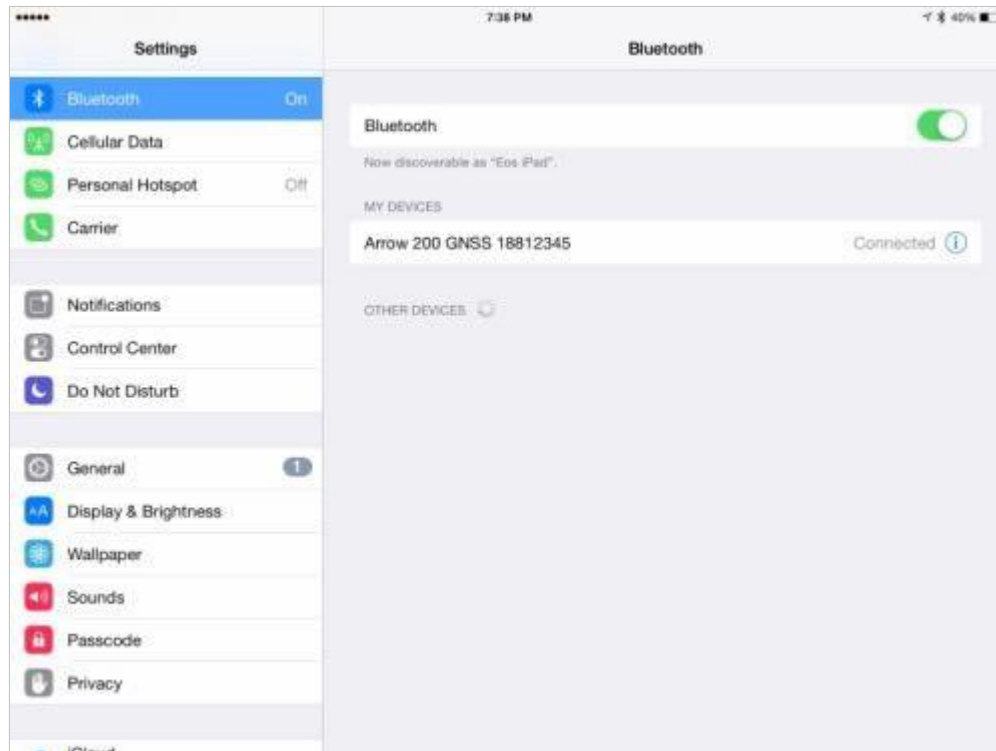 7:38 PM
40%
Settings
Bluetooth
Bluetooth On
Cellular Data
Personal Hotspot Off
Carrier
Notifications
Control Center
Do Not Disturb
General 1
AA Display & Brightness
Wallpaper
Sounds
Passcode
Privacy
iCloud
Bluetooth
Now discoverable as "Eos iPad".
MY DEVICES
Arrow 200 GNSS 18812345 Connected i
OTHER DEVICES